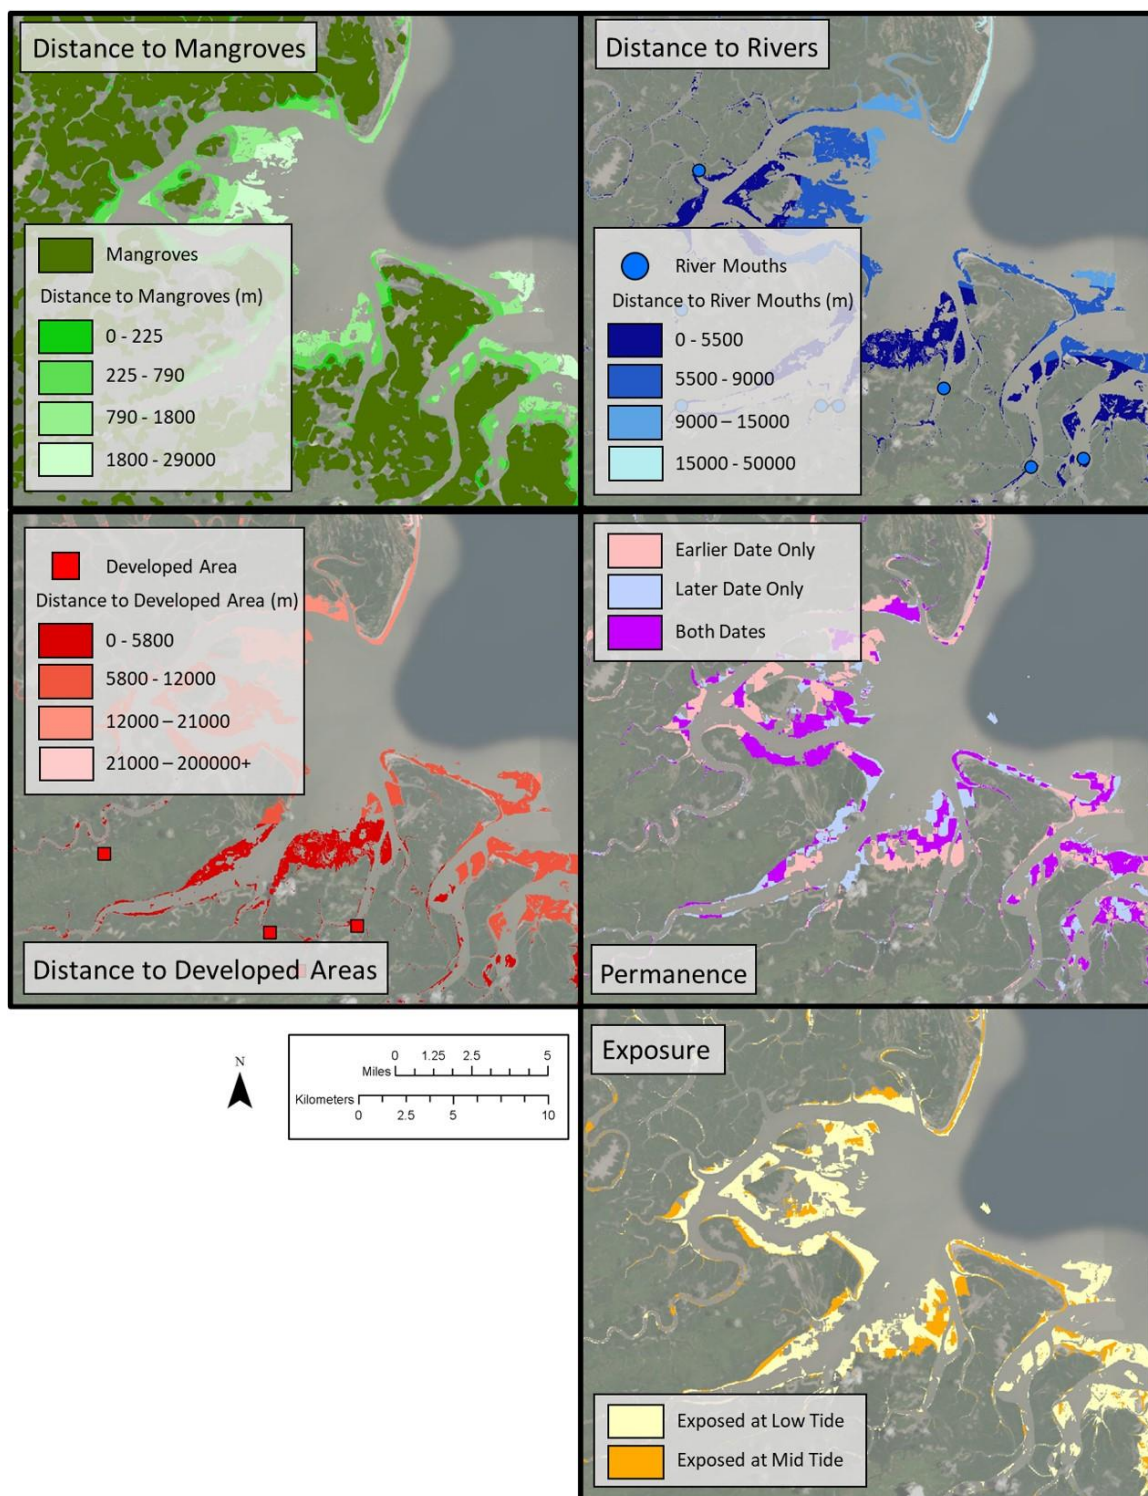 Distance to Mangroves
Mangroves
Distance to Mangroves (m)
0 - 225
225 - 790
790 - 1800
1800 - 29000
Distance to Rivers
River Mouths
Distance to River Mouths (m)
0 - 5500
5500 - 9000
9000 – 15000
15000 - 50000
Developed Area
Distance to Developed Area (m)
0 - 5800
5800 - 12000
12000 – 21000
21000 – 200000+
Distance to Developed Areas
Earlier Date Only
Later Date Only
Both Dates
Permanence
N
0 1.25 2.5 5
Miles
Kilometers
0 2.5 5 10
Exposure
Exposed at Low Tide
Exposed at Mid Tide